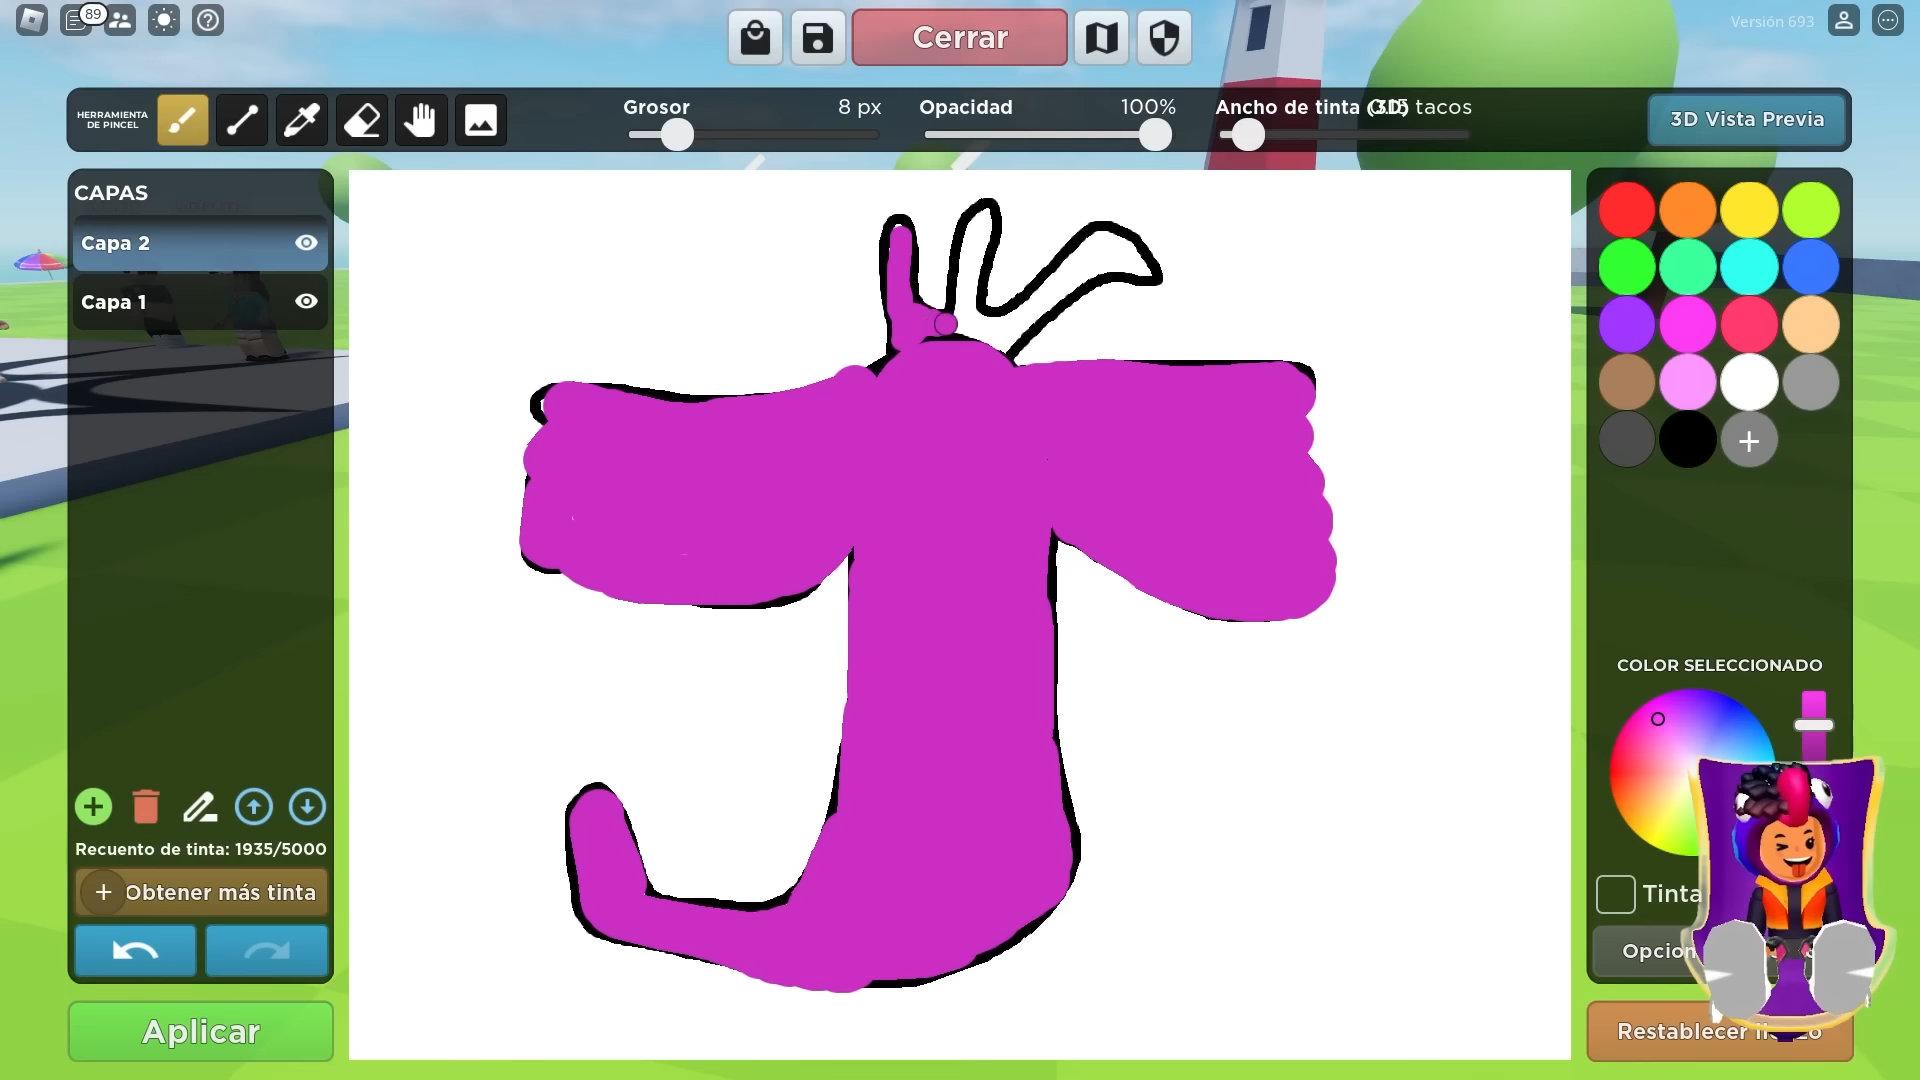 89
Cerrar
Versión 693
HERRAMIENTA
DE PINCEL
Grosor
8 px
Opacidad
100%
Ancho de tinta
tacos
3D Vista Previa
CAPAS
Capa 2
Capa 1
COLOR SELECCIONADO
Recuento de tinta: 1935/5000
+ Obtener más tinta
Tinta
Aplicar
Restablecer